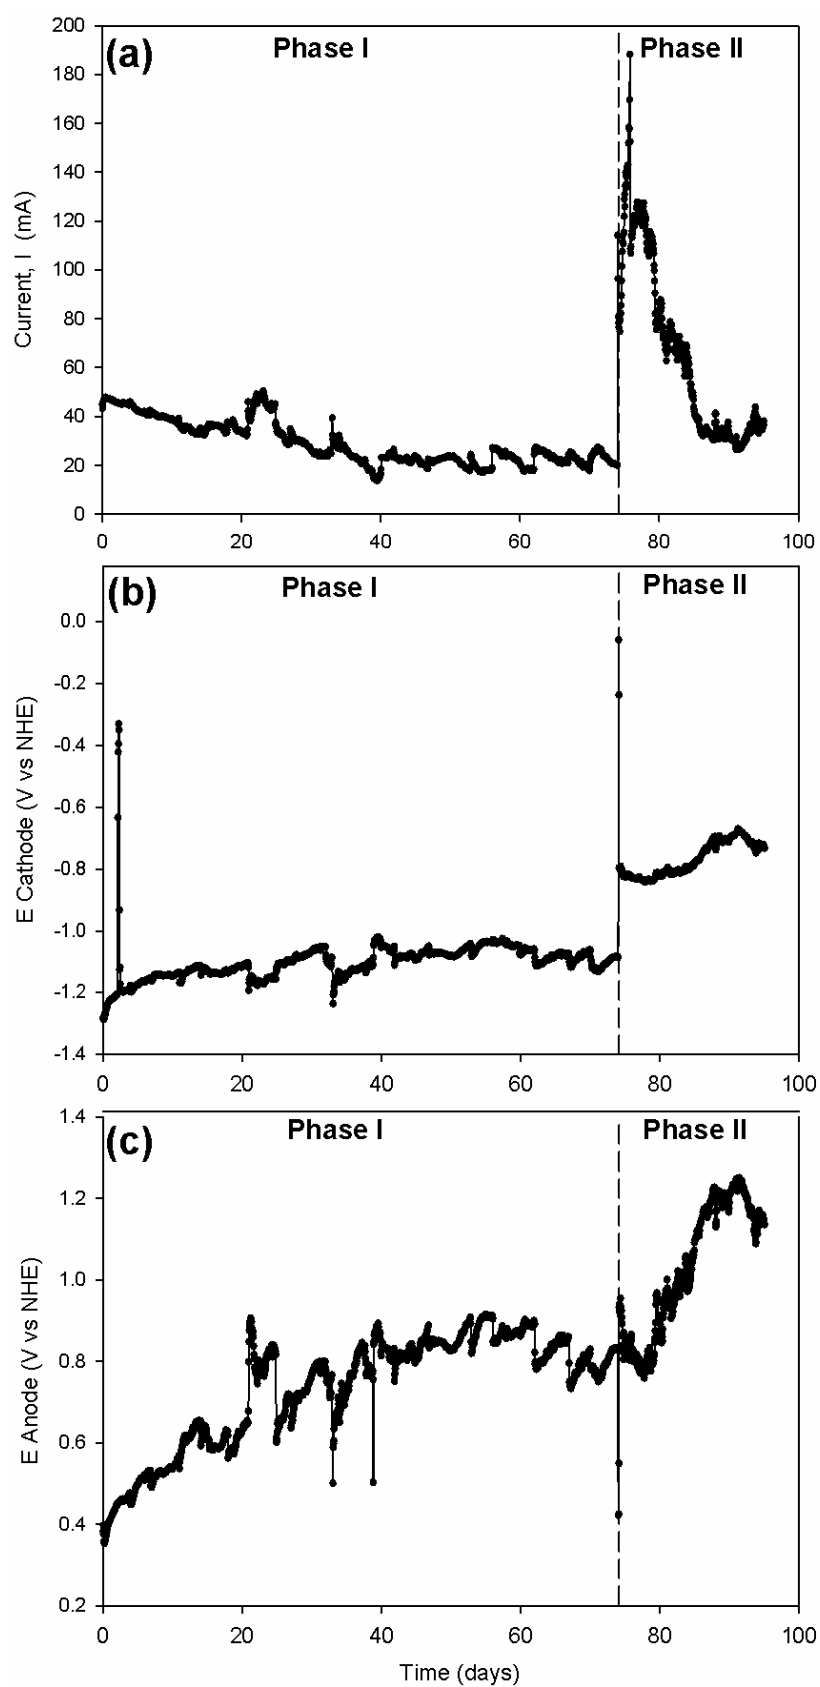 (a) Phase I Phase II
200
180
160
140
120
100
80
60
40
20
0
Current, I (mA)
0 20 40 60 80 100
(b) Phase I Phase II
0.0
-0.2
-0.4
-0.6
-0.8
-1.0
-1.2
-1.4
E Cathode (V vs NHE)
0 20 40 60 80 100
(c) Phase I Phase II
1.4
1.2
1.0
0.8
0.6
0.4
0.2
E Anode (V vs NHE)
0 20 40 60 80 100
Time (days)